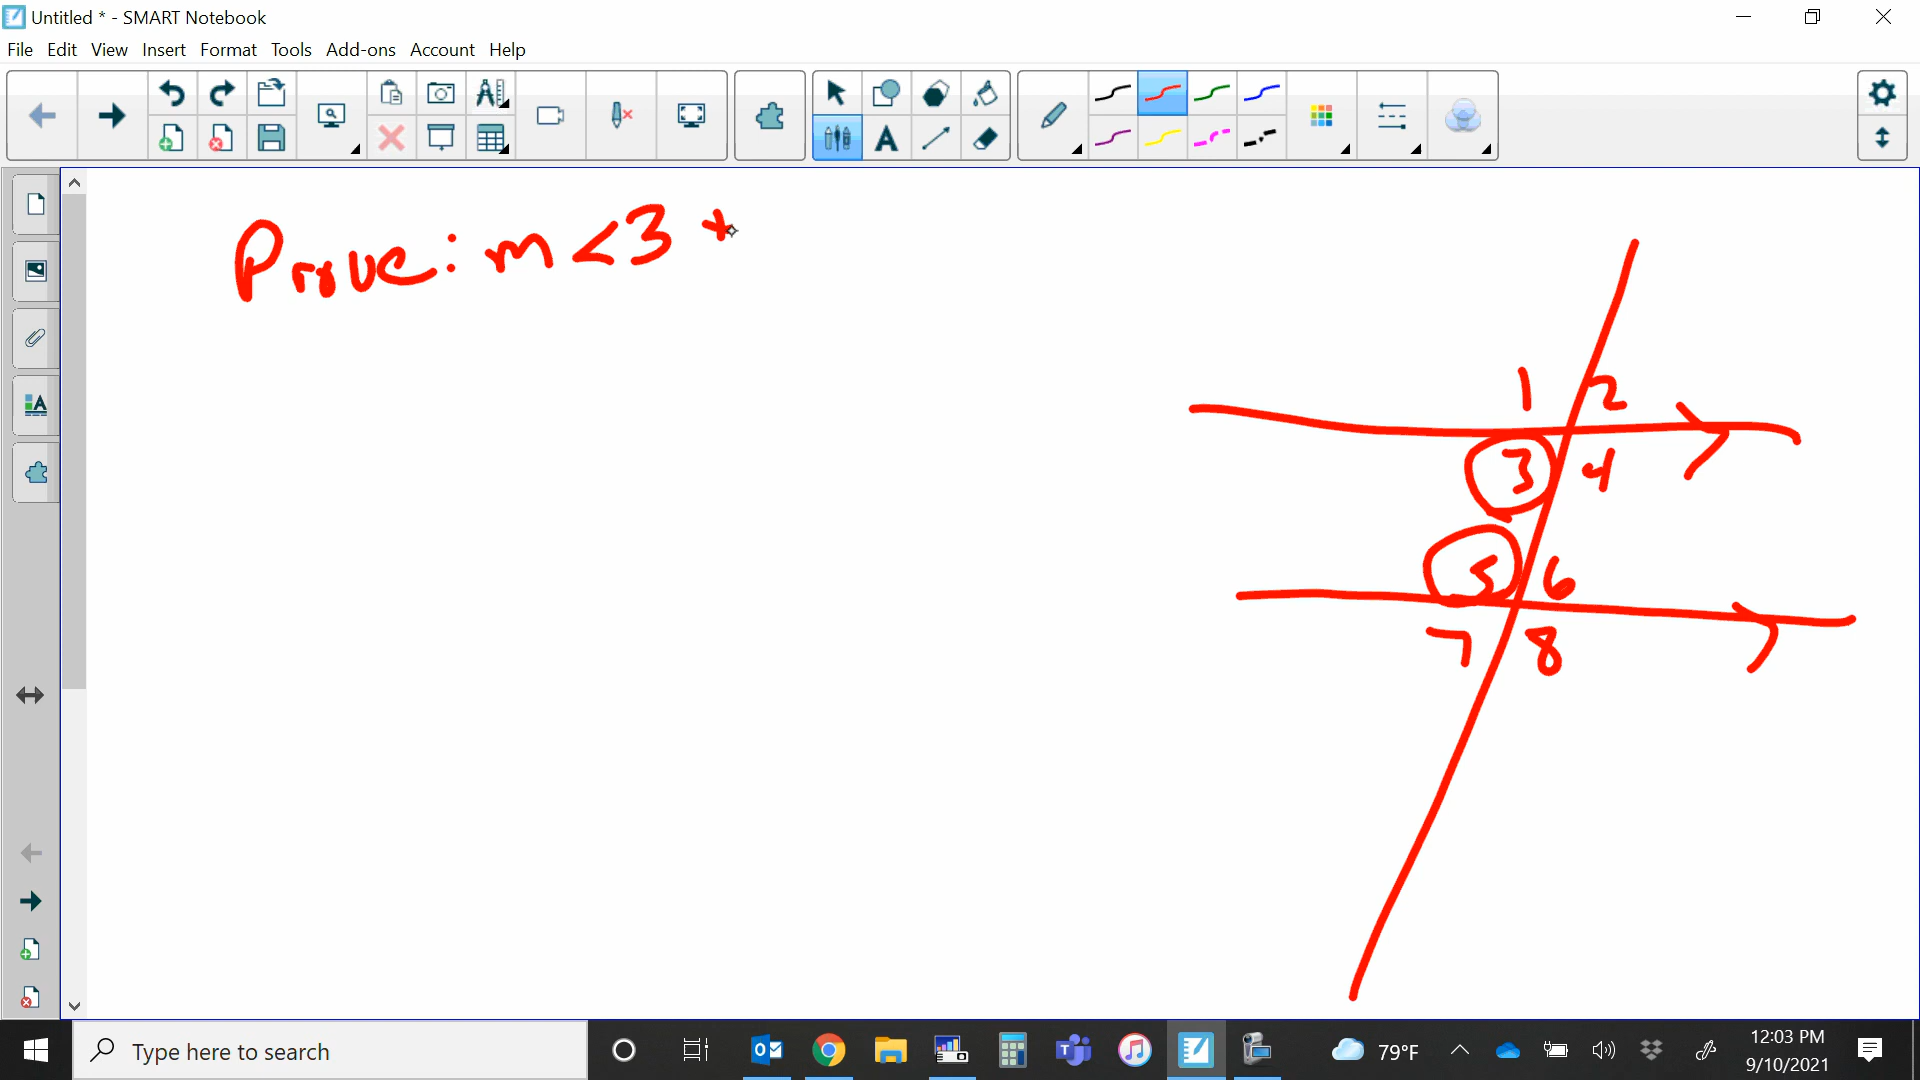 Untitled * - SMART Notebook
File Edit View Insert Format Tools Add-ons Account Help
Prove: m <3 +
1 2
3 4
5 6
7 8
Type here to search
79°F
12:03 PM
9/10/2021